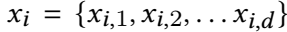 x_i = {x_{i,1}, x_{i,2}, ... x_{i,d}}